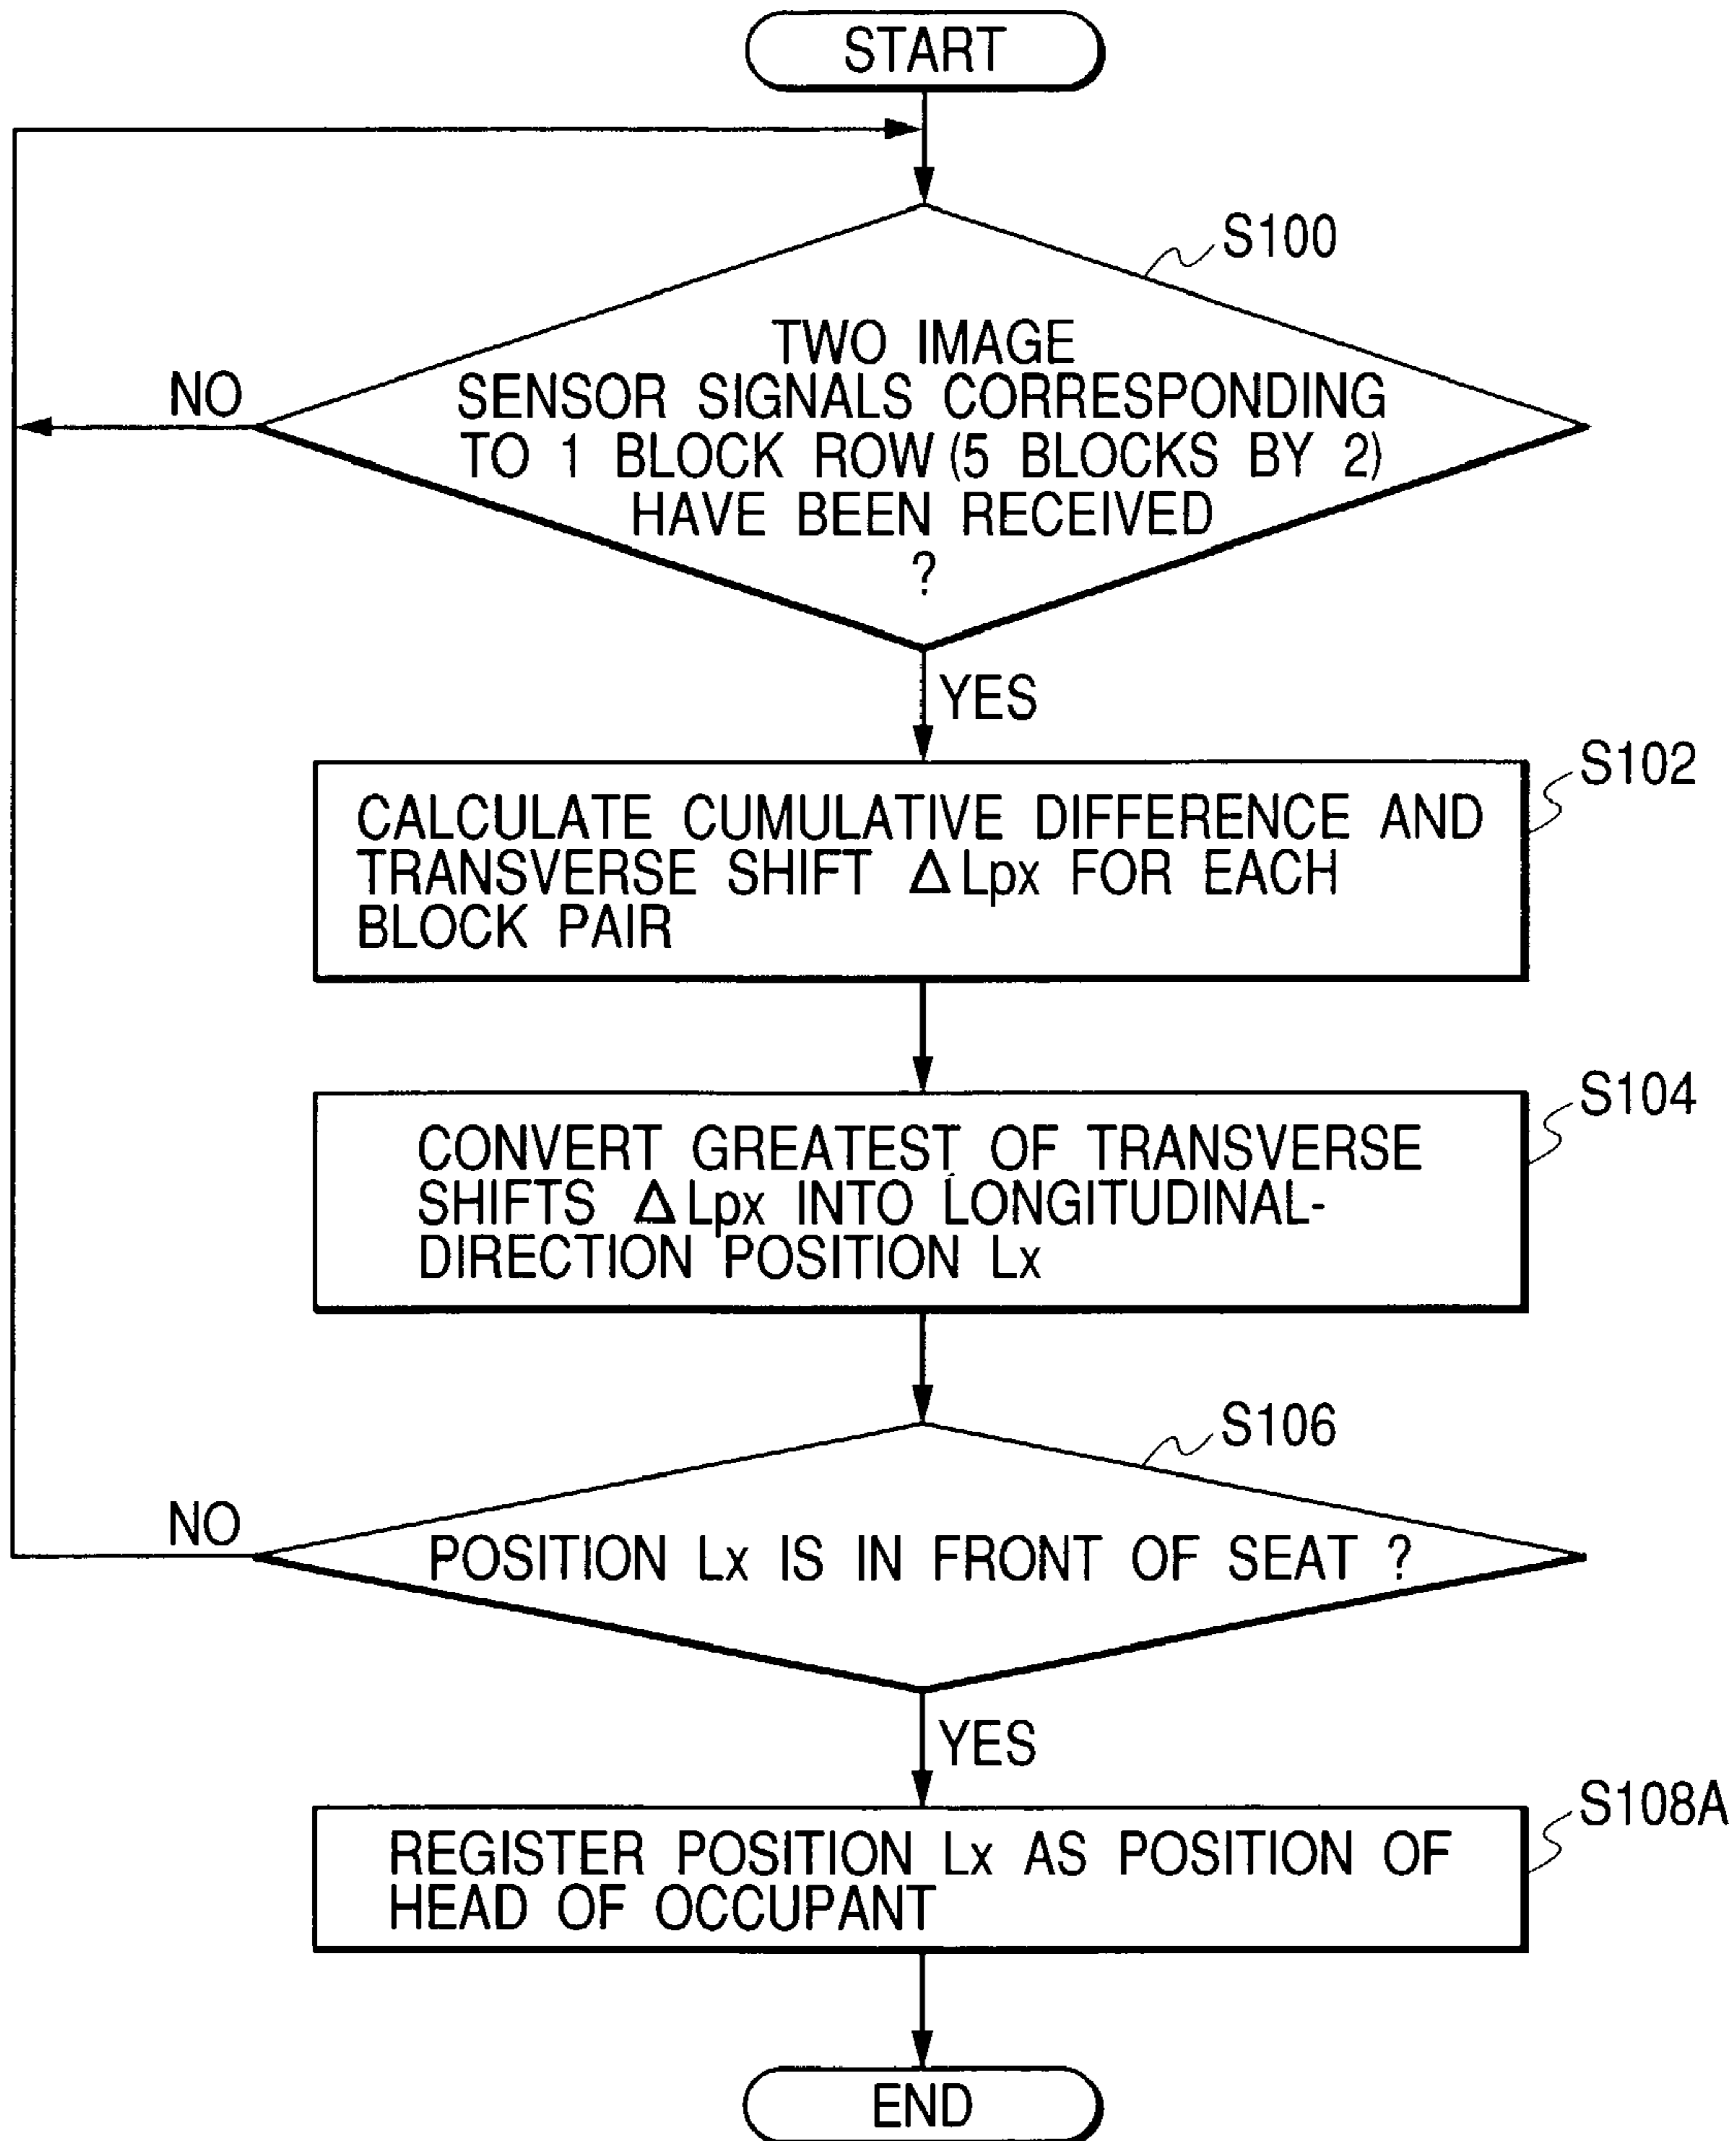 START
S100
TWO IMAGE
SENSOR SIGNALS CORRESPONDING
TO 1 BLOCK ROW (5 BLOCKS BY 2)
HAVE BEEN RECEIVED
?
NO
YES
S102
CALCULATE CUMULATIVE DIFFERENCE AND
TRANSVERSE SHIFT ΔLpx FOR EACH
BLOCK PAIR
S104
CONVERT GREATEST OF TRANSVERSE
SHIFTS ΔLpx INTO LONGITUDINAL-
DIRECTION POSITION Lx
S106
NO
POSITION Lx IS IN FRONT OF SEAT ?
YES
S108A
REGISTER POSITION Lx AS POSITION OF
HEAD OF OCCUPANT
END